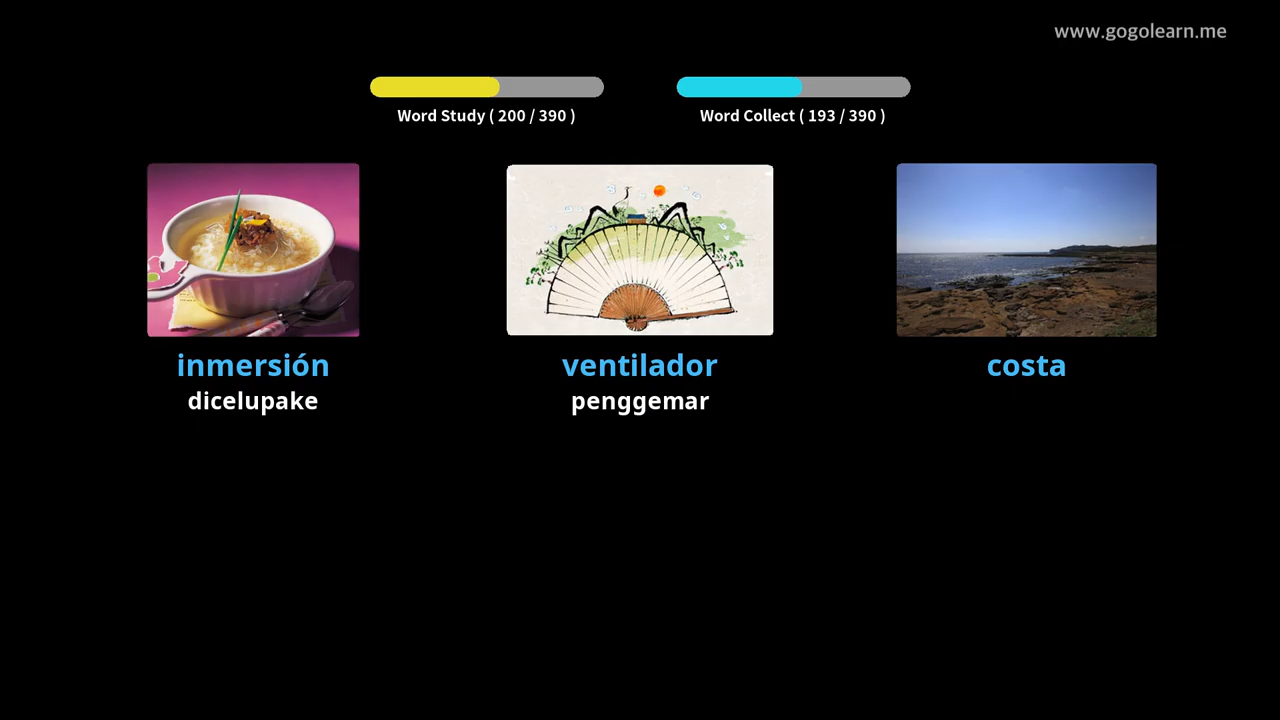 www.gogolearn.me
Word Study ( 200 / 390 )
Word Collect ( 193 / 390 )
inmersión
dicelupake
ventilador
penggemar
costa